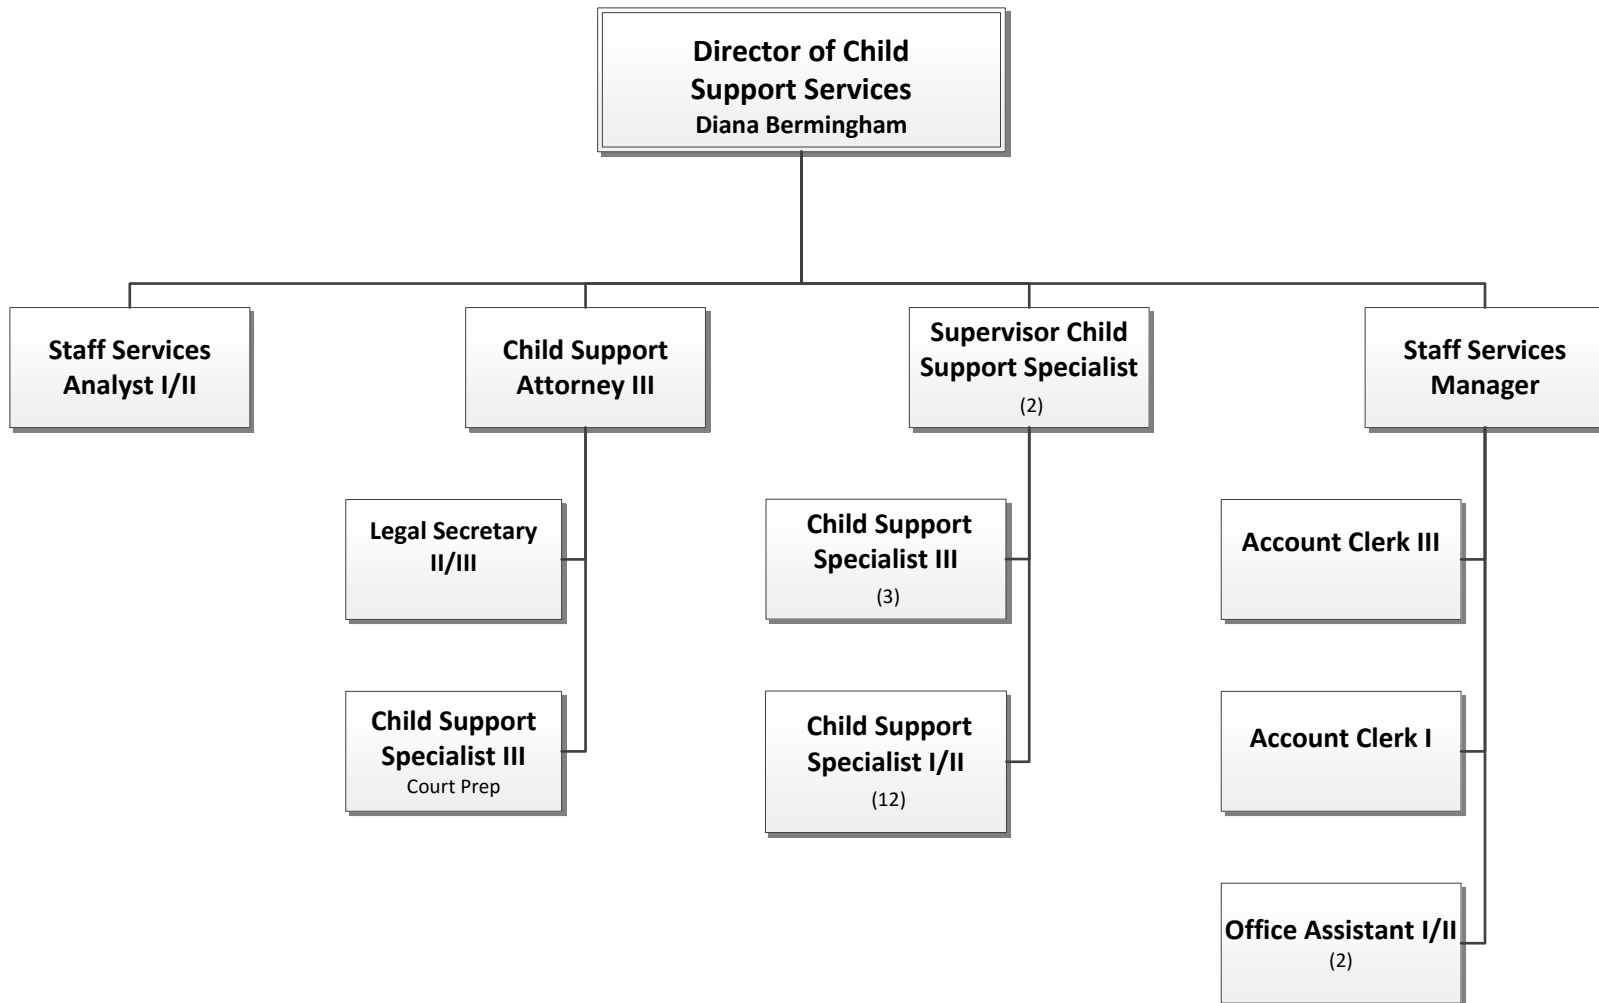 Director of Child
Support Services
Diana Bermingham
Staff Services
Analyst I/II
Child Support
Attorney III
Supervisor Child
Support Specialist
(2)
Staff Services
Manager
Legal Secretary
II/III
Child Support
Specialist III
Court Prep
Child Support
Specialist III
(3)
Child Support
Specialist I/II
(12)
Account Clerk III
Account Clerk I
Office Assistant I/II
(2)